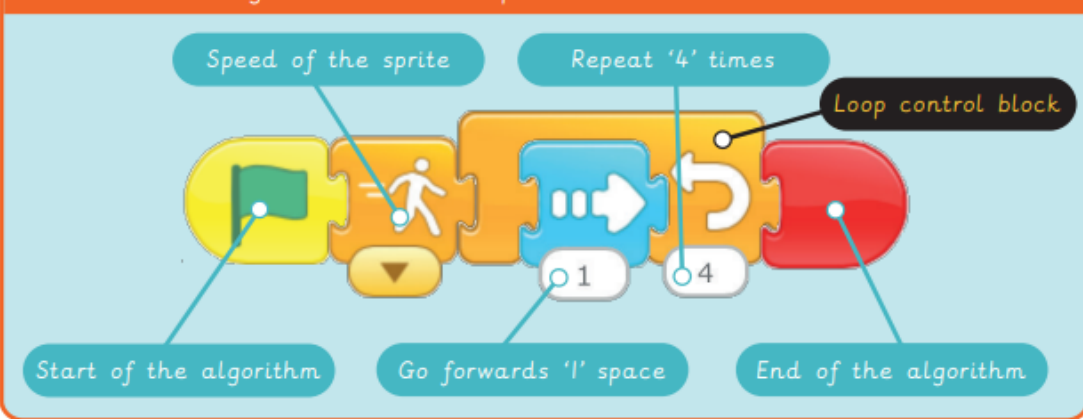 Speed of the sprite
Repeat '4' times
Loop control block
1
4
Start of the algorithm
Go forwards '1' space
End of the algorithm